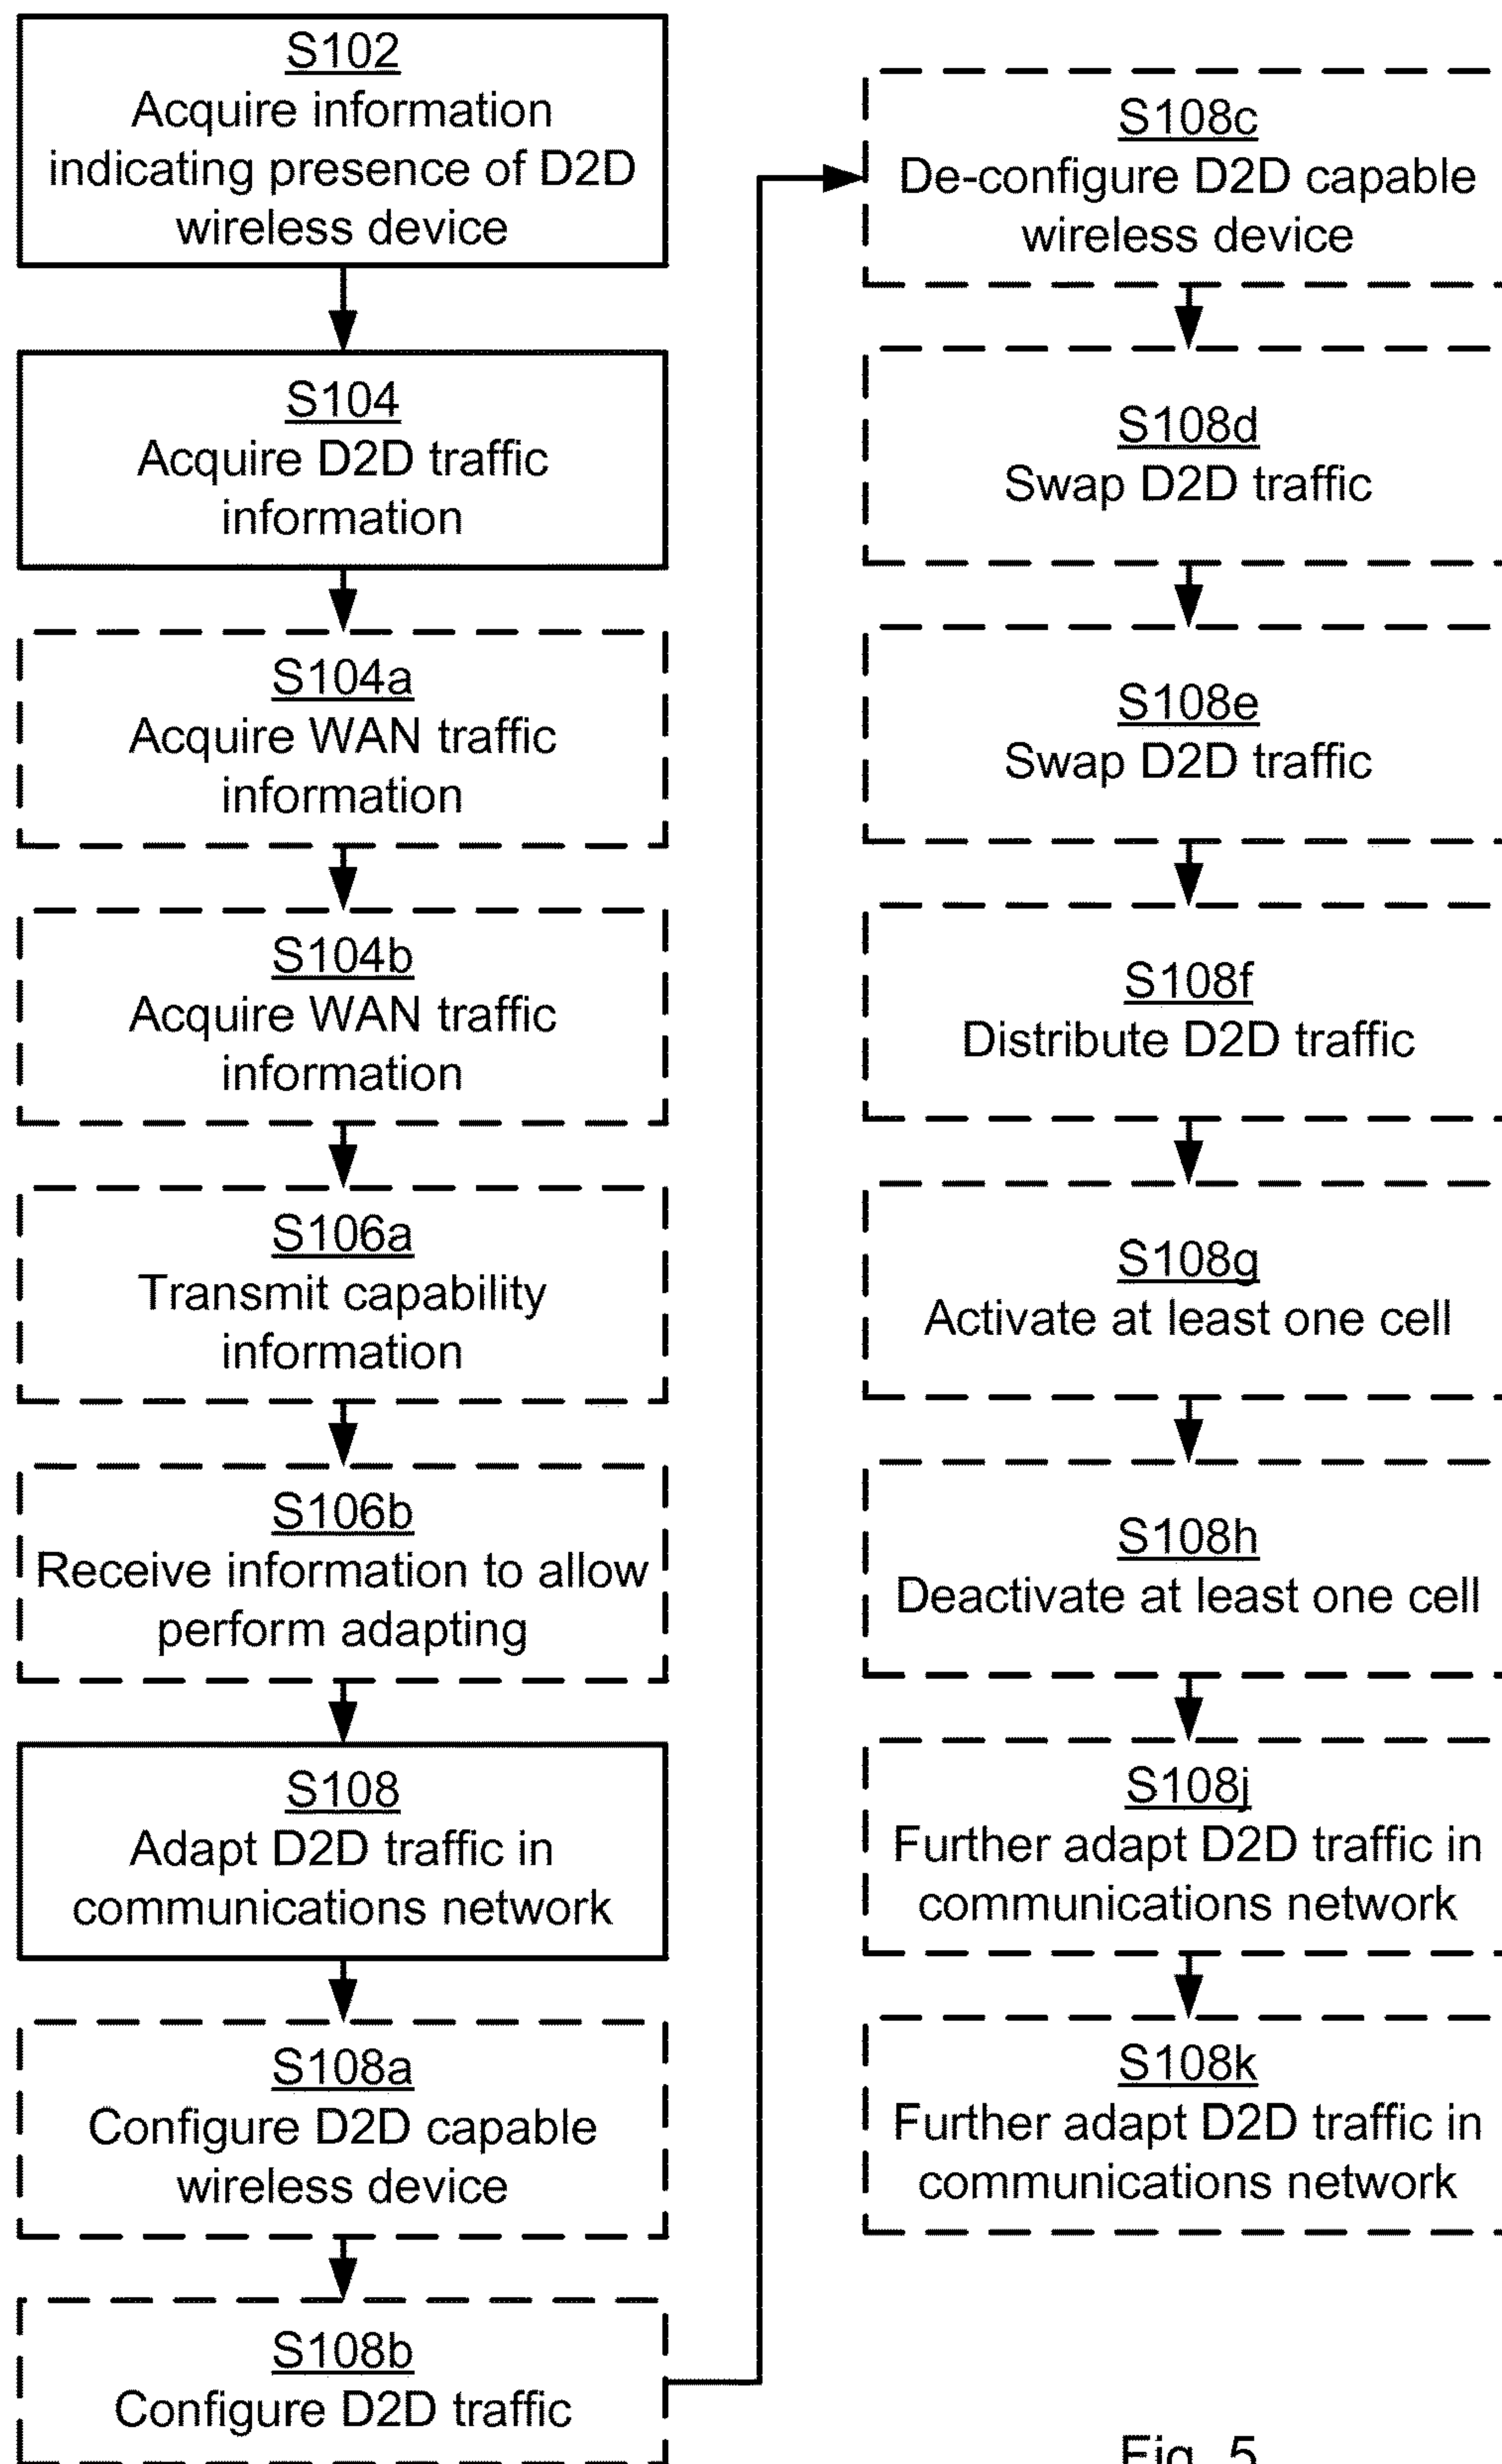 S102
Acquire information
indicating presence of D2D
wireless device
S104
Acquire D2D traffic
information
S104a
Acquire WAN traffic
information
S104b
Acquire WAN traffic
information
S106a
Transmit capability
information
S106b
Receive information to allow
perform adapting
S108
Adapt D2D traffic in
communications network
S108a
Configure D2D capable
wireless device
S108b
Configure D2D traffic
S108c
De-configure D2D capable
wireless device
S108d
Swap D2D traffic
S108e
Swap D2D traffic
S108f
Distribute D2D traffic
S108g
Activate at least one cell
S108h
Deactivate at least one cell
S108j
Further adapt D2D traffic in
communications network
S108k
Further adapt D2D traffic in
communications network
Fig. 5